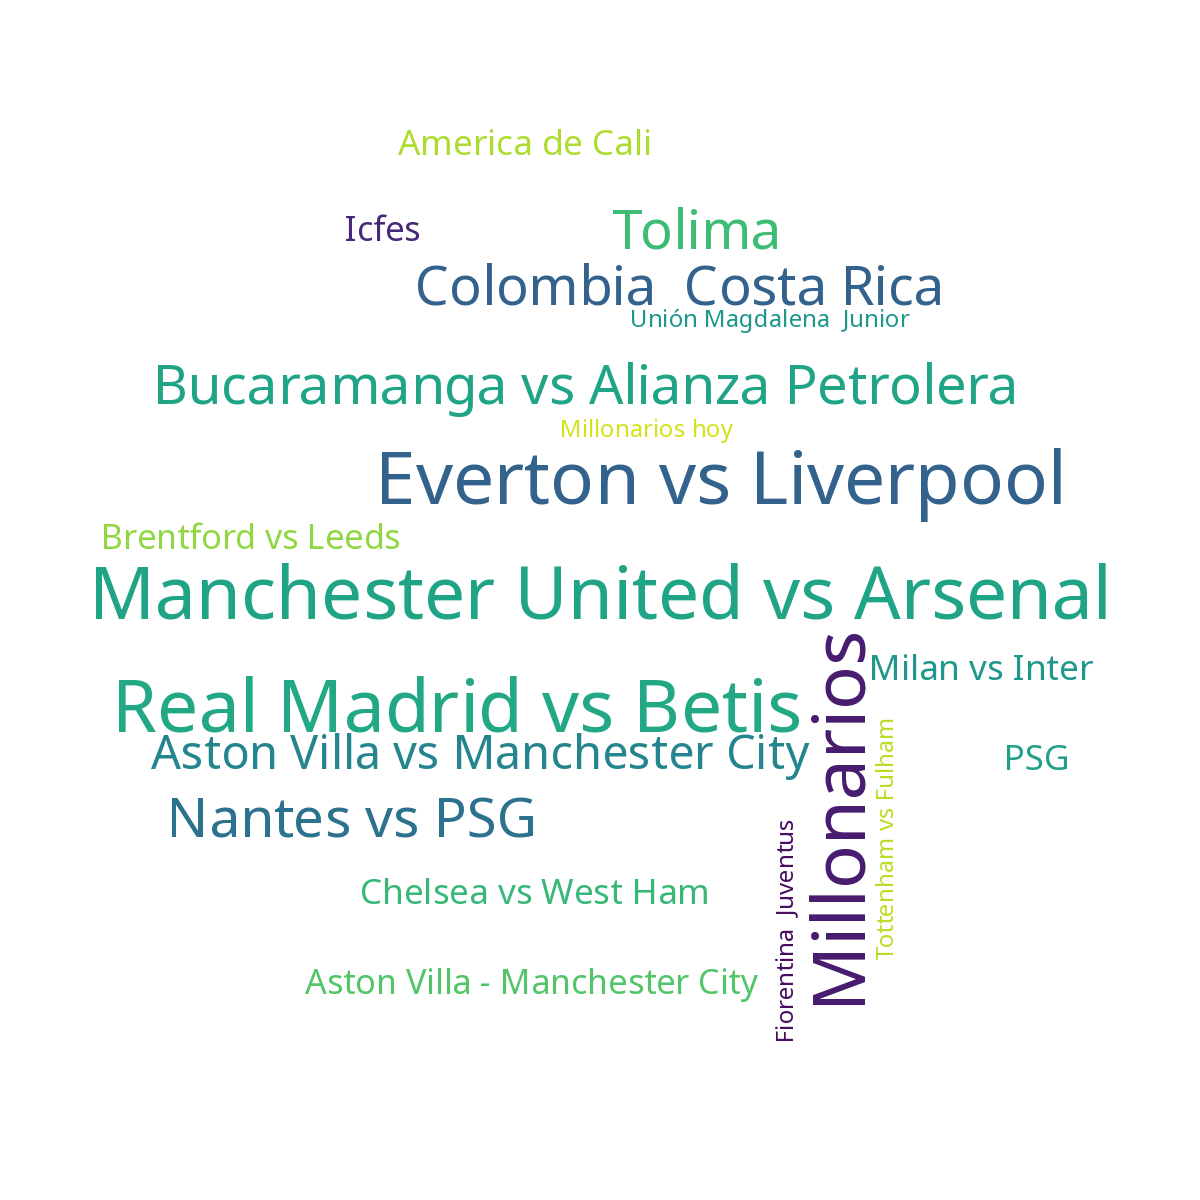 America de Cali
Icfes
Tolima
Colombia  Costa Rica
Unión Magdalena  Junior
Bucaramanga vs Alianza Petrolera
Millonarios hoy
Everton vs Liverpool
Brentford vs Leeds
Manchester United vs Arsenal
Milan vs Inter
Real Madrid vs Betis
Aston Villa vs Manchester City
PSG
Nantes vs PSG
Millonarios
Tottenham vs Fulham
Fiorentina  Juventus
Chelsea vs West Ham
Aston Villa - Manchester City